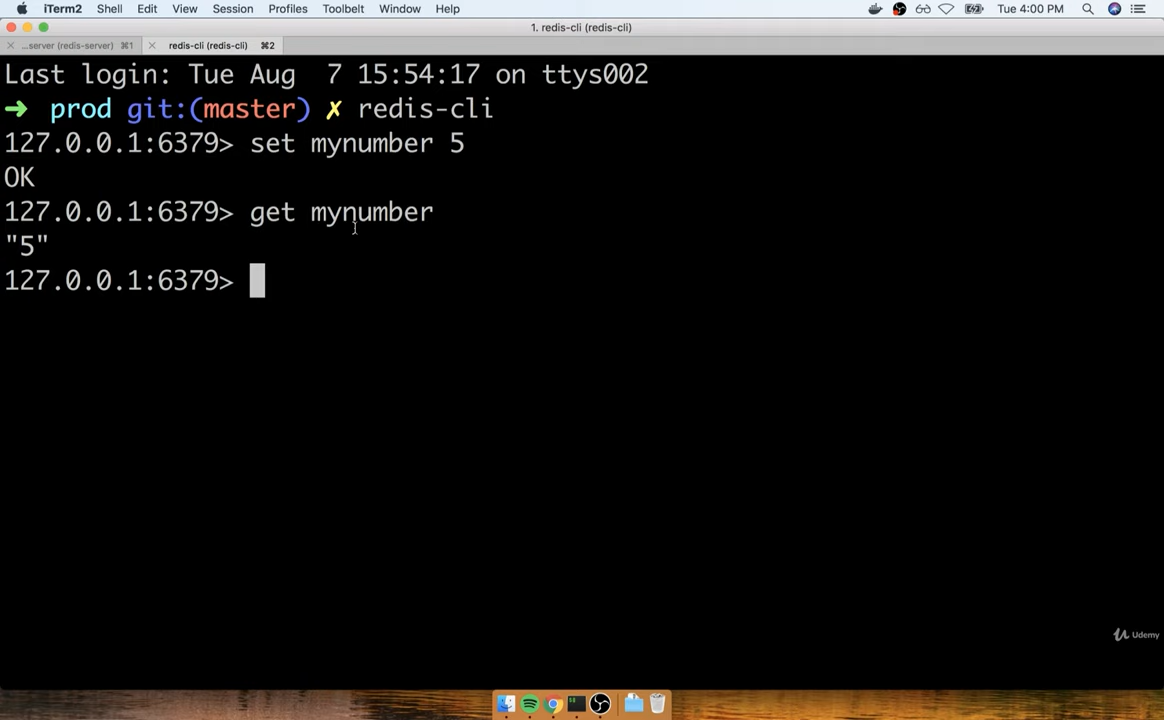 iTerm2 Shell Edit View Session Profiles Toolbelt Window Help Tue 4:00 PM
1. redis-cli (redis-cli)
...server (redis-server) ⌘1 redis-cli (redis-cli) ⌘2
Last login: Tue Aug  7 15:54:17 on ttys002
➜ prod git:(master) ✗ redis-cli
127.0.0.1:6379> set mynumber 5
OK
127.0.0.1:6379> get mynumber
"5"
127.0.0.1:6379>
Udemy